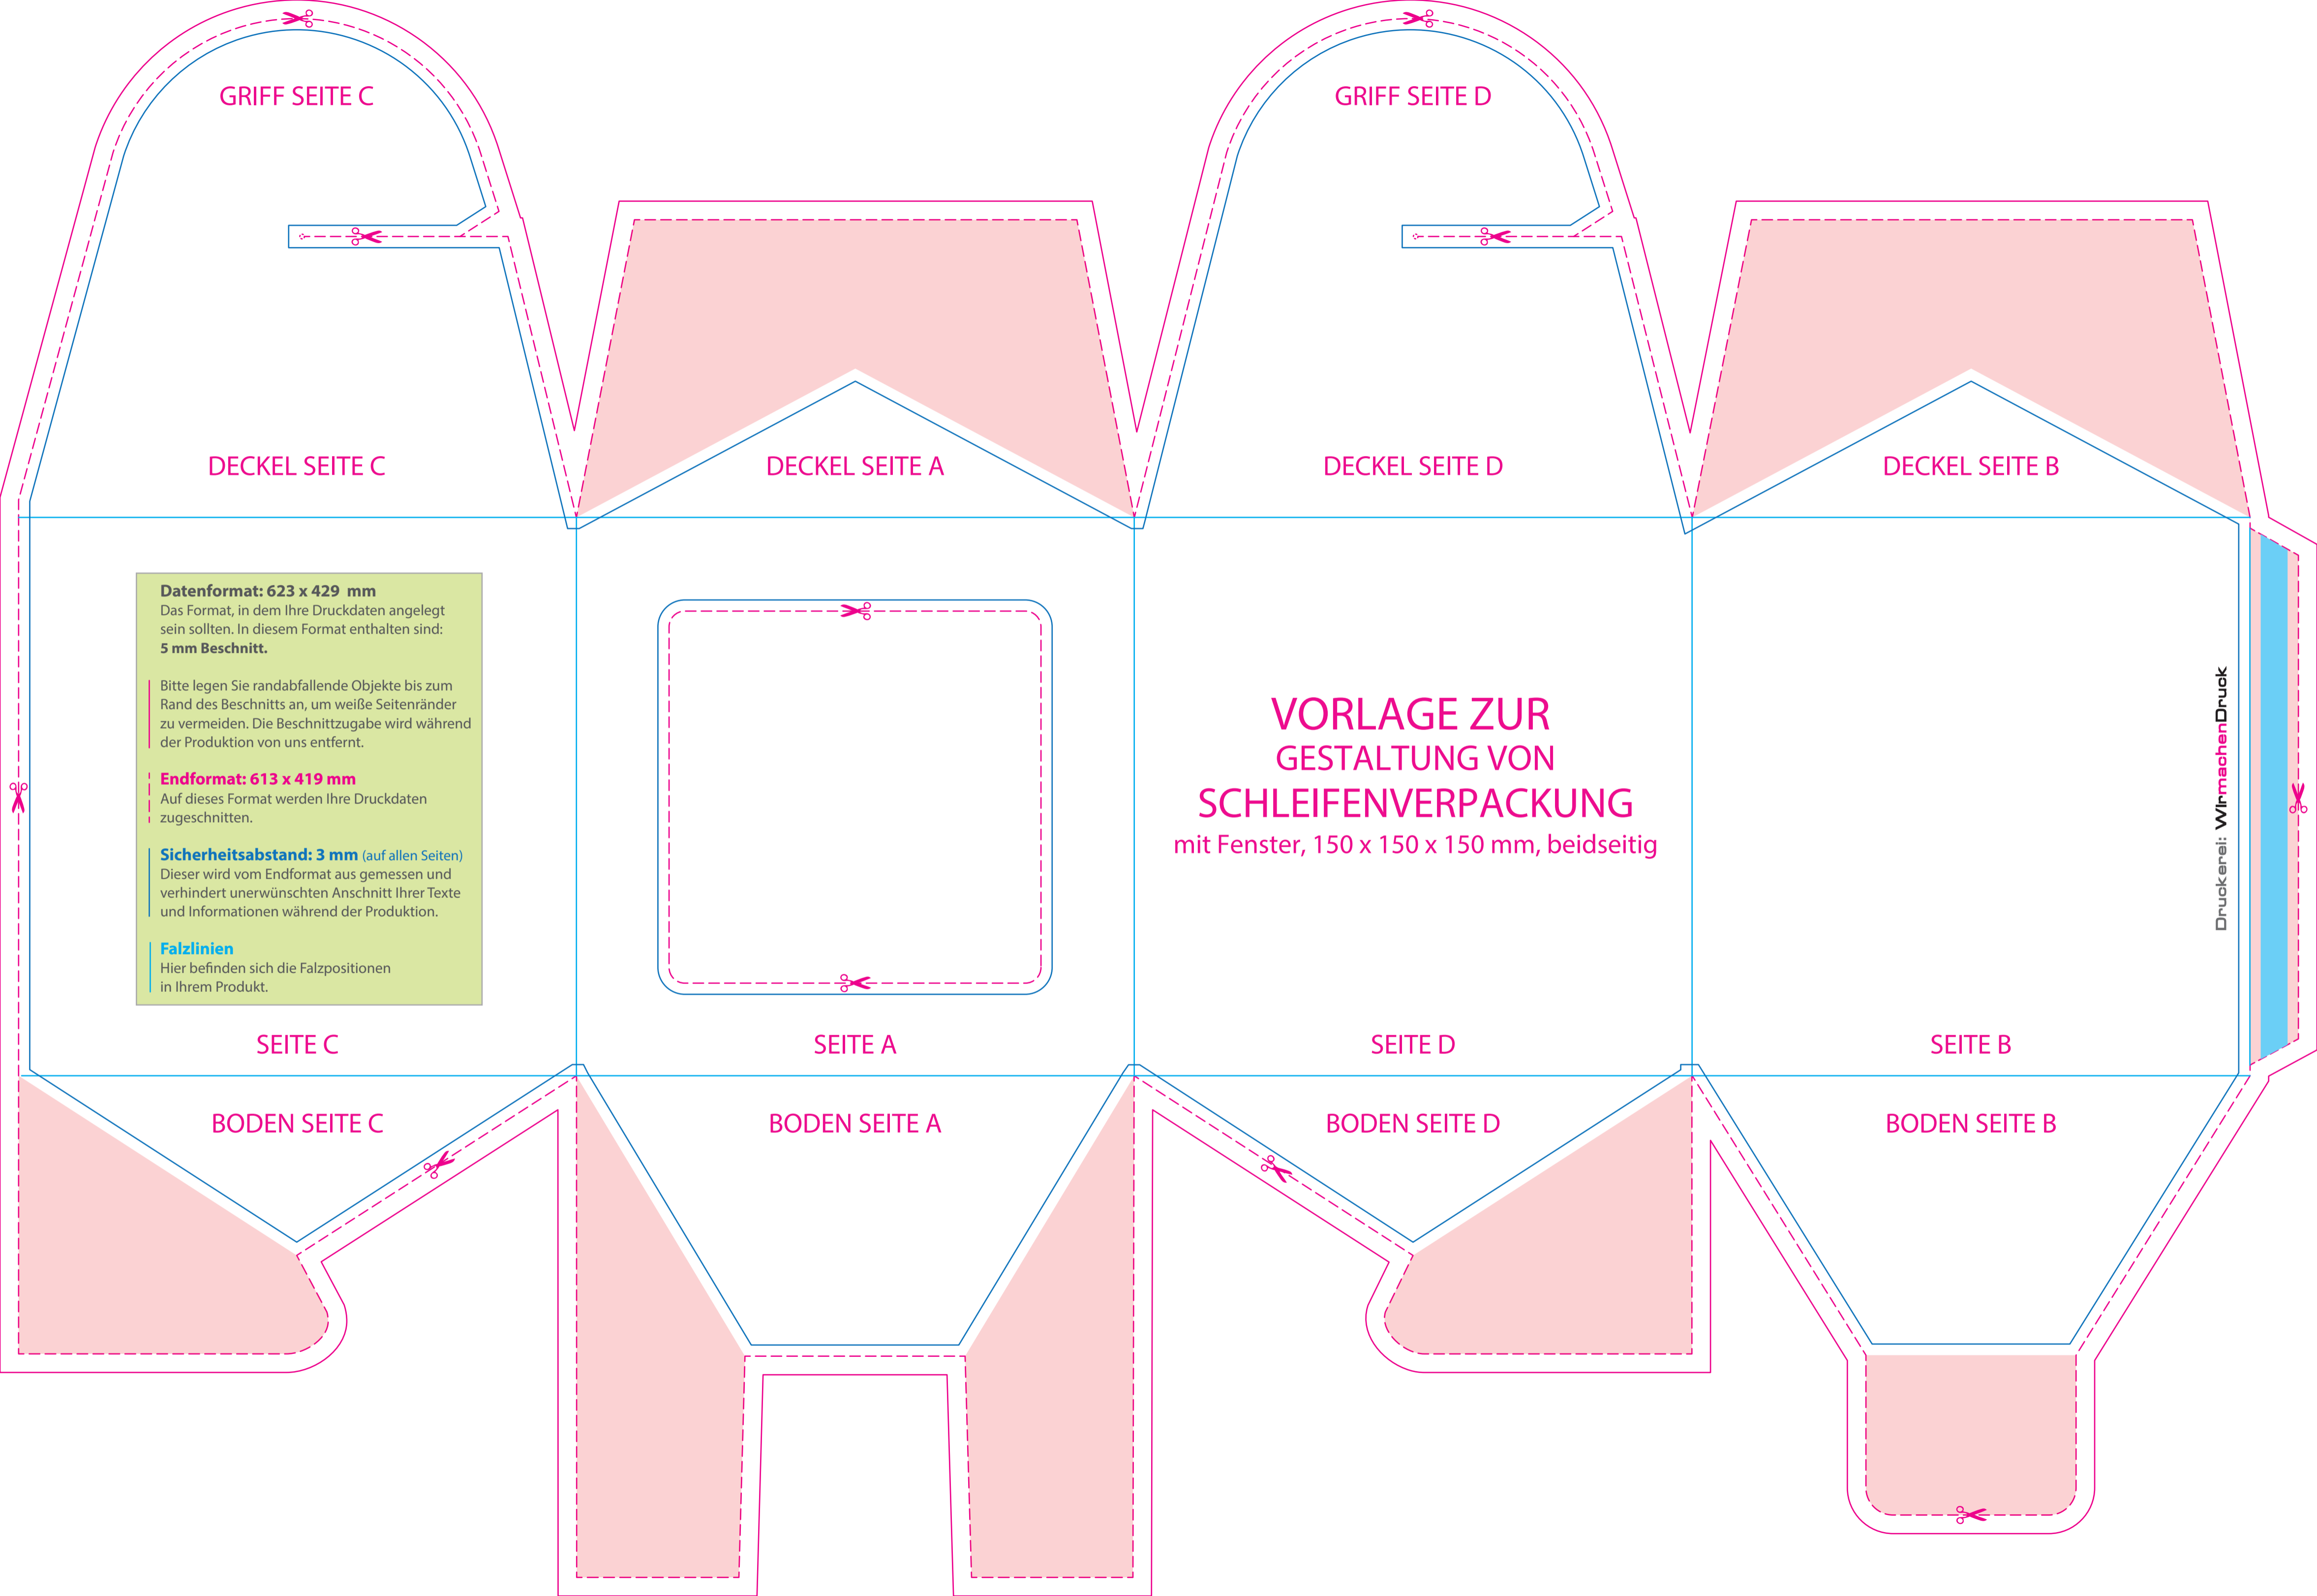 GRIFF SEITE C
GRIFF SEITE D
DECKEL SEITE C
DECKEL SEITE A
DECKEL SEITE D
DECKEL SEITE B
Datenformat: 623 x 429 mm
Das Format, in dem Ihre Druckdaten angelegt
sein sollten. In diesem Format enthalten sind:
5 mm Beschnitt.
Bitte legen Sie randabfallende Objekte bis zum
Rand des Beschnitts an, um weiße Seitenränder
zu vermeiden. Die Beschnittzugabe wird während
der Produktion von uns entfernt.
Endformat: 613 x 419 mm
Auf dieses Format werden Ihre Druckdaten
zugeschnitten.
Sicherheitsabstand: 3 mm (auf allen Seiten)
Dieser wird vom Endformat aus gemessen und
verhindert unerwünschten Anschnitt Ihrer Texte
und Informationen während der Produktion.
Falzlinien
Hier befinden sich die Falzpositionen
in Ihrem Produkt.
VORLAGE ZUR
GESTALTUNG VON
SCHLEIFENVERPACKUNG
mit Fenster, 150 x 150 x 150 mm, beidseitig
Druckerei: WIrmachenDruck
SEITE C
SEITE A
SEITE D
SEITE B
BODEN SEITE C
BODEN SEITE A
BODEN SEITE D
BODEN SEITE B